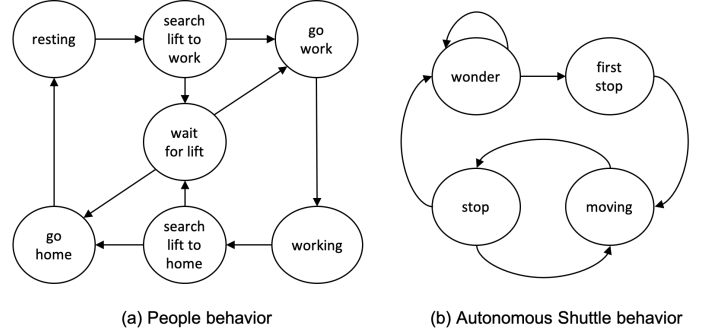 resting
search
lift to
work
go
work
wait
for lift
go
home
search
lift to
home
working
(a) People behavior
wonder
first
stop
stop
moving
(b) Autonomous Shuttle behavior